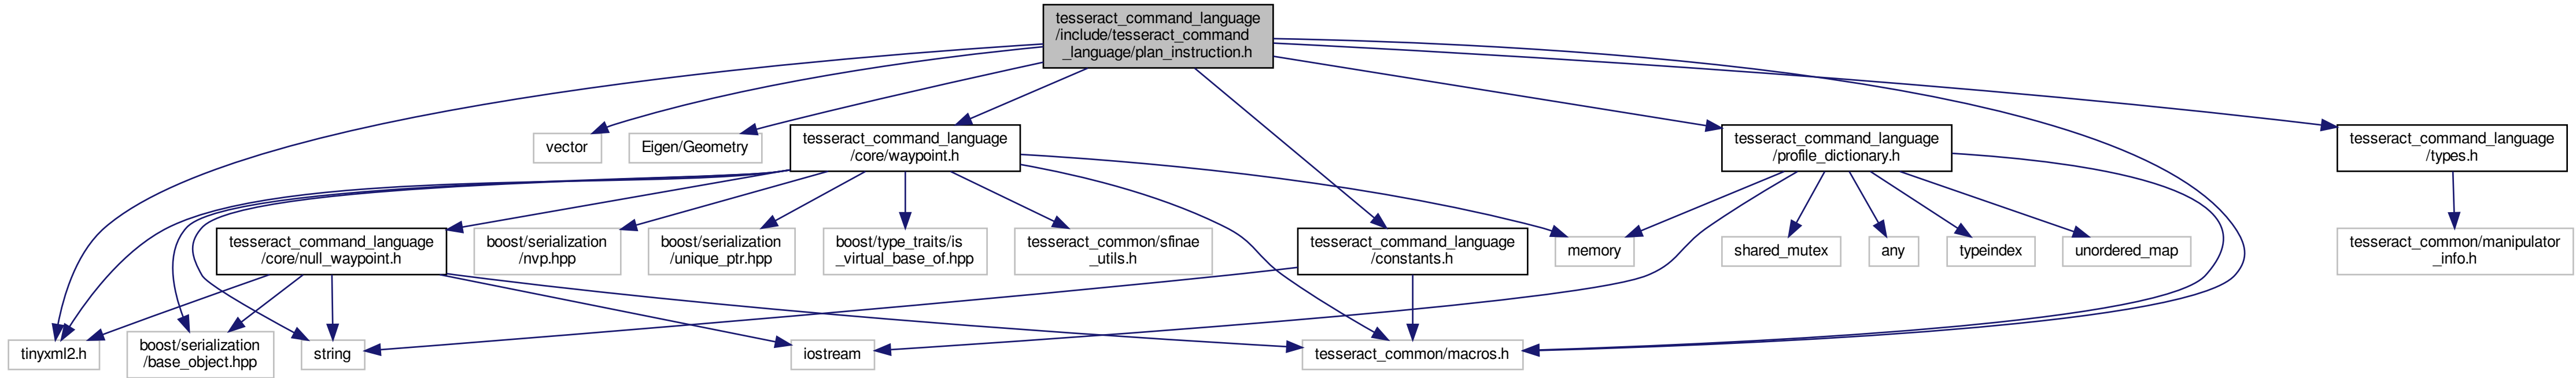 tesseract_command_language
/include/tesseract_command
_language/plan_instruction.h
vector
Eigen/Geometry
tesseract_command_language
/core/waypoint.h
tesseract_command_language
/profile_dictionary.h
tesseract_command_language
/types.h
tesseract_command_language
/core/null_waypoint.h
boost/serialization
/nvp.hpp
boost/serialization
/unique_ptr.hpp
boost/type_traits/is
_virtual_base_of.hpp
tesseract_common/sfinae
_utils.h
tesseract_command_language
/constants.h
memory
shared_mutex
any
typeindex
unordered_map
tesseract_common/manipulator
_info.h
tinyxml2.h
boost/serialization
/base_object.hpp
string
iostream
tesseract_common/macros.h